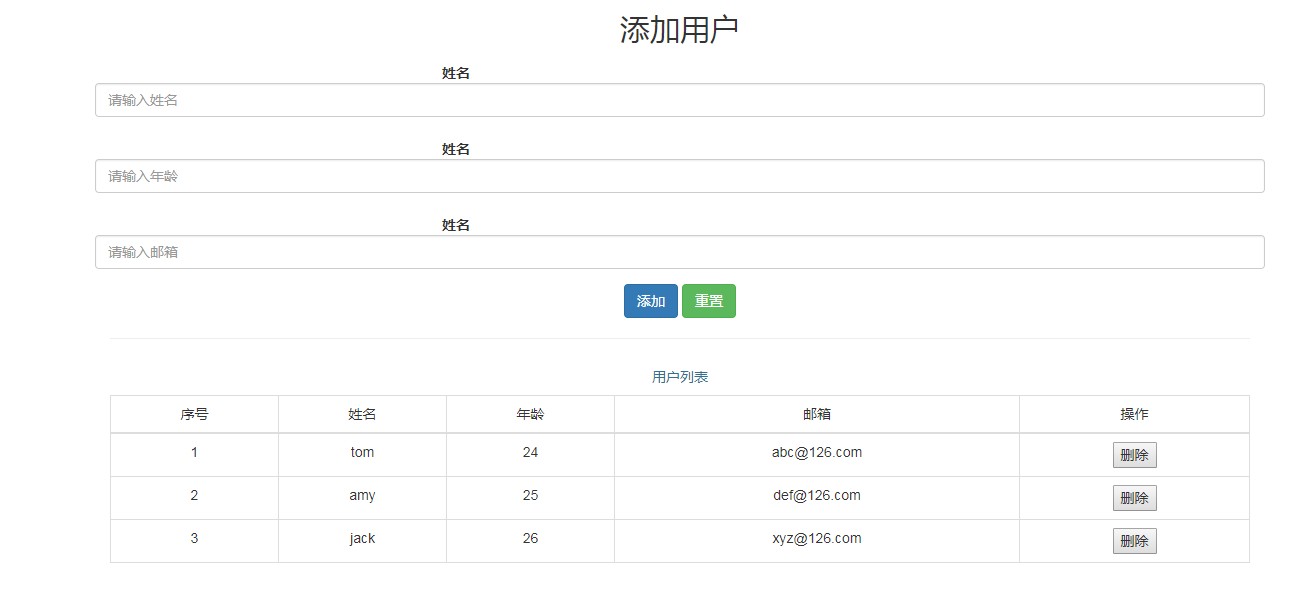 添加用户
姓名
请输入姓名
姓名
请输入年龄
姓名
请输入邮箱
添加 重置
用户列表
序号 姓名 年龄 邮箱 操作
1 tom 24 abc@126.com 删除
2 amy 25 def@126.com 删除
3 jack 26 xyz@126.com 删除